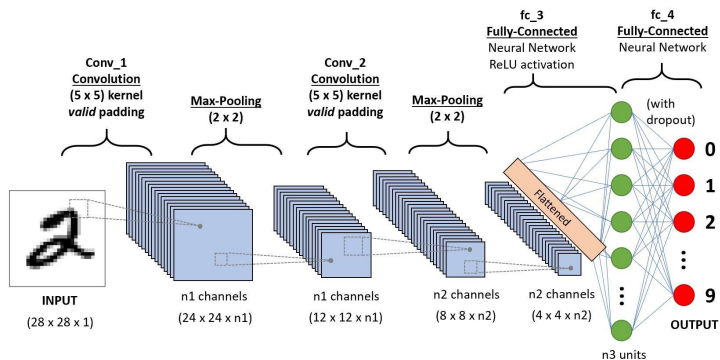 fc_3
Fully-Connected
Neural Network
ReLU activation
fc_4
Fully-Connected
Neural Network
Conv_1
Convolution
(5 x 5) kernel
valid padding
Max-Pooling
(2 x 2)
Conv_2
Convolution
(5 x 5) kernel
valid padding
Max-Pooling
(2 x 2)
(with
dropout)
Flattened
0
1
2
9
OUTPUT
2
INPUT
(28 x 28 x 1)
n1 channels
(24 x 24 x n1)
n1 channels
(12 x 12 x n1)
n2 channels
(8 x 8 x n2)
n2 channels
(4 x 4 x n2)
n3 units